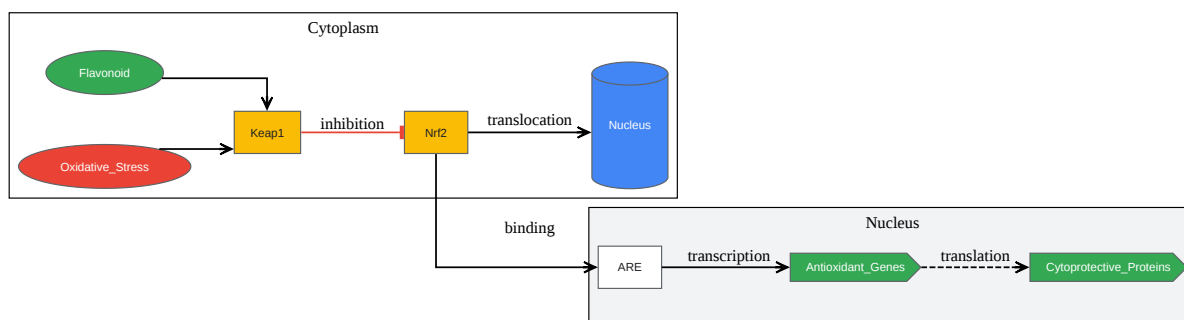 Cytoplasm
Flavonoid
Keap1
inhibition
Nrf2
translocation
Nucleus
Oxidative_Stress
binding
Nucleus
ARE
transcription
Antioxidant_Genes
translation
Cytoprotective_Proteins